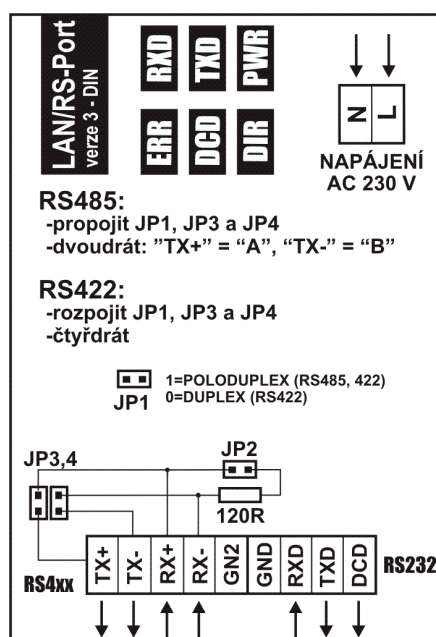 LAN/RS-Port
verze 3 - DIN
RXD
TXD
PWR
ERR
DCD
DIR
N
L
NAPÁJENÍ
AC 230 V
RS485:
-propojit JP1, JP3 a JP4
-dvoudrát: "TX+" = "A", "TX-" = "B"
RS422:
-rozpojit JP1, JP3 a JP4
-čtyřdrát
JP1
1=POLODUPLEX (RS485, 422)
0=DUPLEX (RS422)
JP3,4
JP2
120R
RS4xx
TX+
TX-
RX+
RX-
GN2
GND
RXD
TXD
DCD
RS232